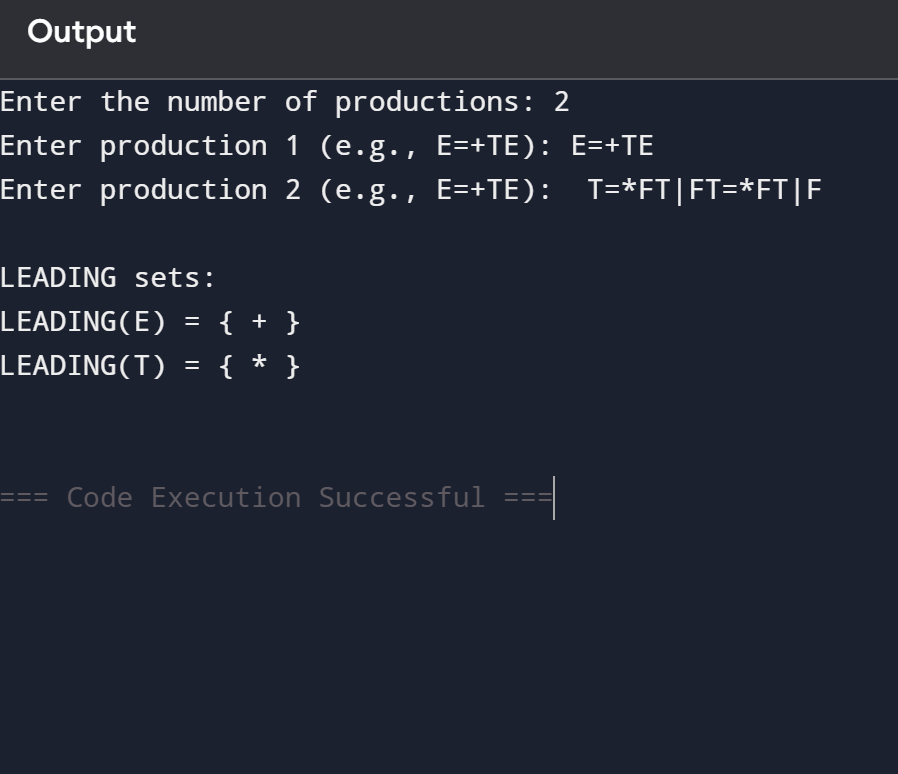 Output
Enter the number of productions: 2
Enter production 1 (e.g., E=+TE): E=+TE
Enter production 2 (e.g., E=+TE):  T=*FT|FT=*FT|F
LEADING sets:
LEADING(E) = { + }
LEADING(T) = { * }
=== Code Execution Successful ===